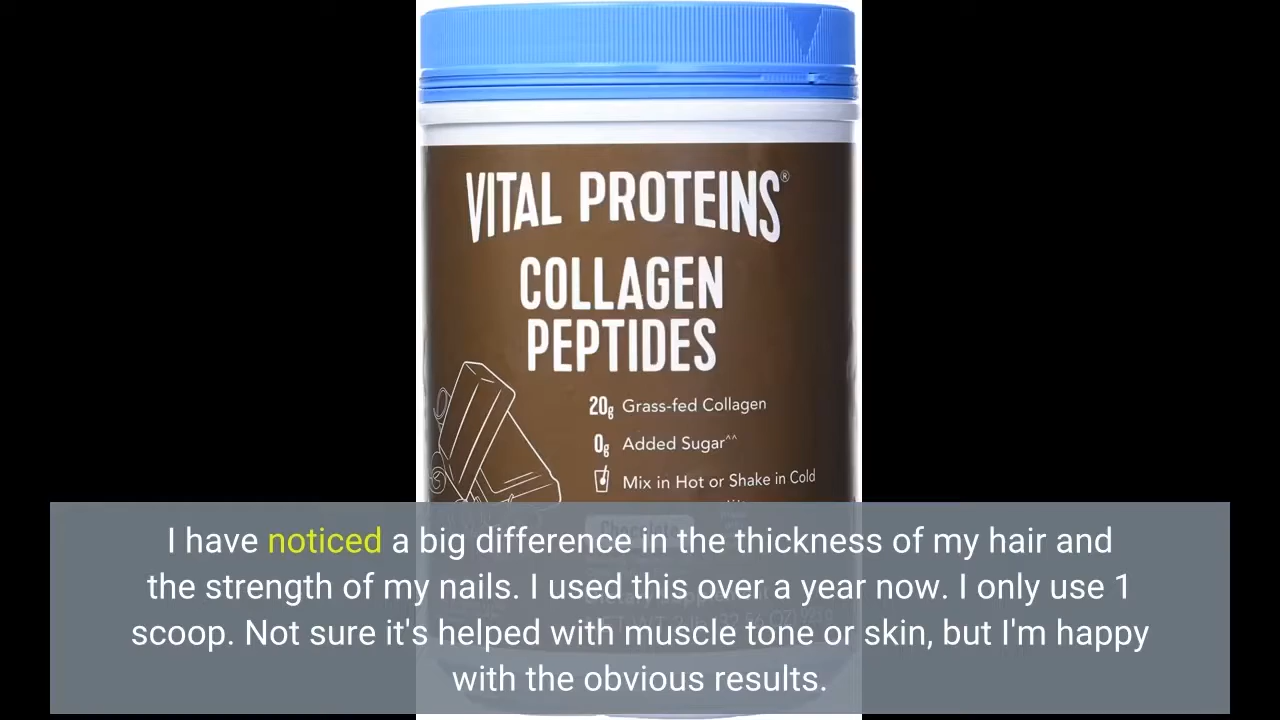 VITAL PROTEINS®
COLLAGEN
PEPTIDES
20g Grass-fed Collagen
0g Added Sugar^^
Mix in Hot or Shake in Cold
Chocolate
I have noticed a big difference in the thickness of my hair and
the strength of my nails. I used this over a year now. I only use 1
scoop. Not sure it's helped with muscle tone or skin, but I'm happy
with the obvious results.